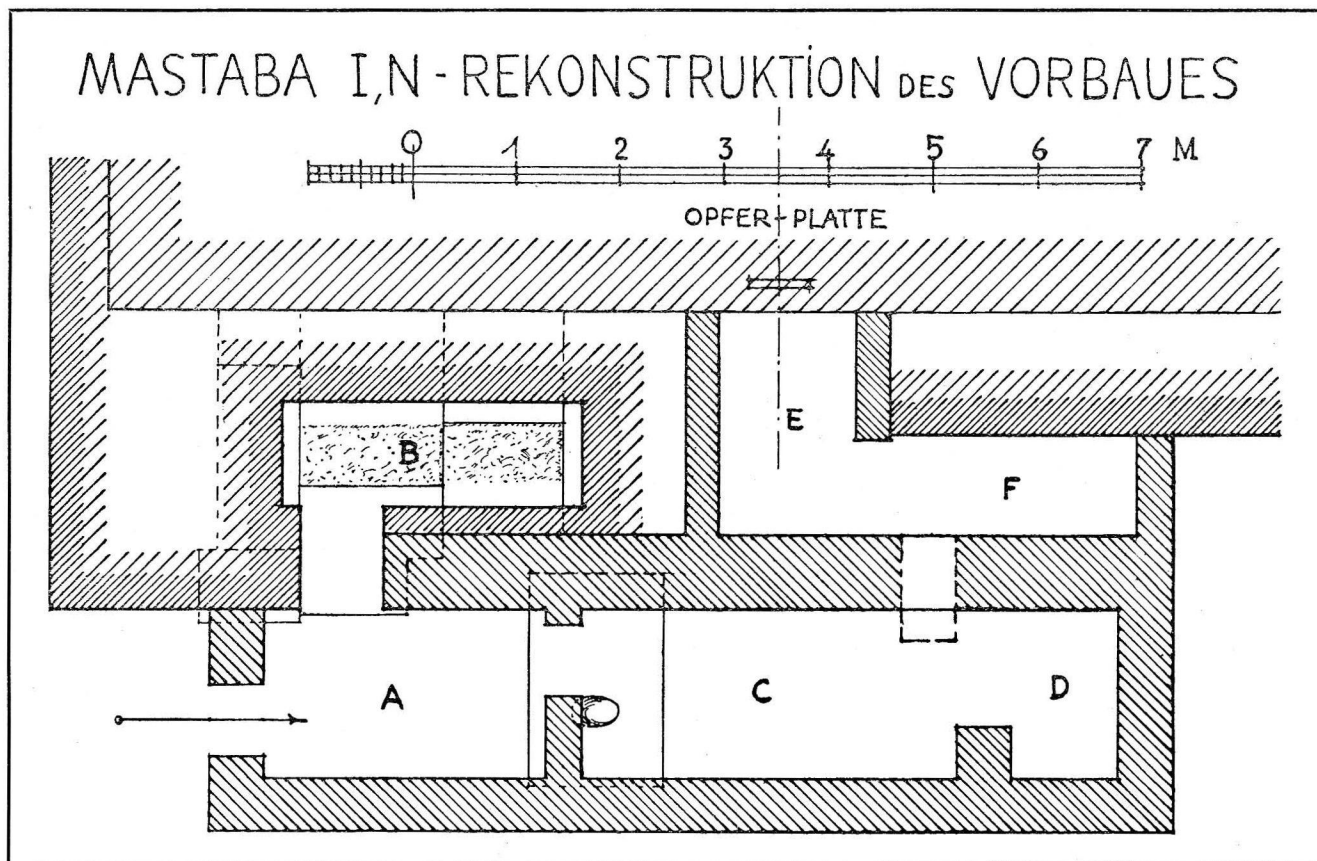 MASTABA I,N - REKONSTRUKTION DES VORBAUES
0 1 2 3 4 5 6 7 M
OPFER-PLATTE
B
E
F
A
C
D